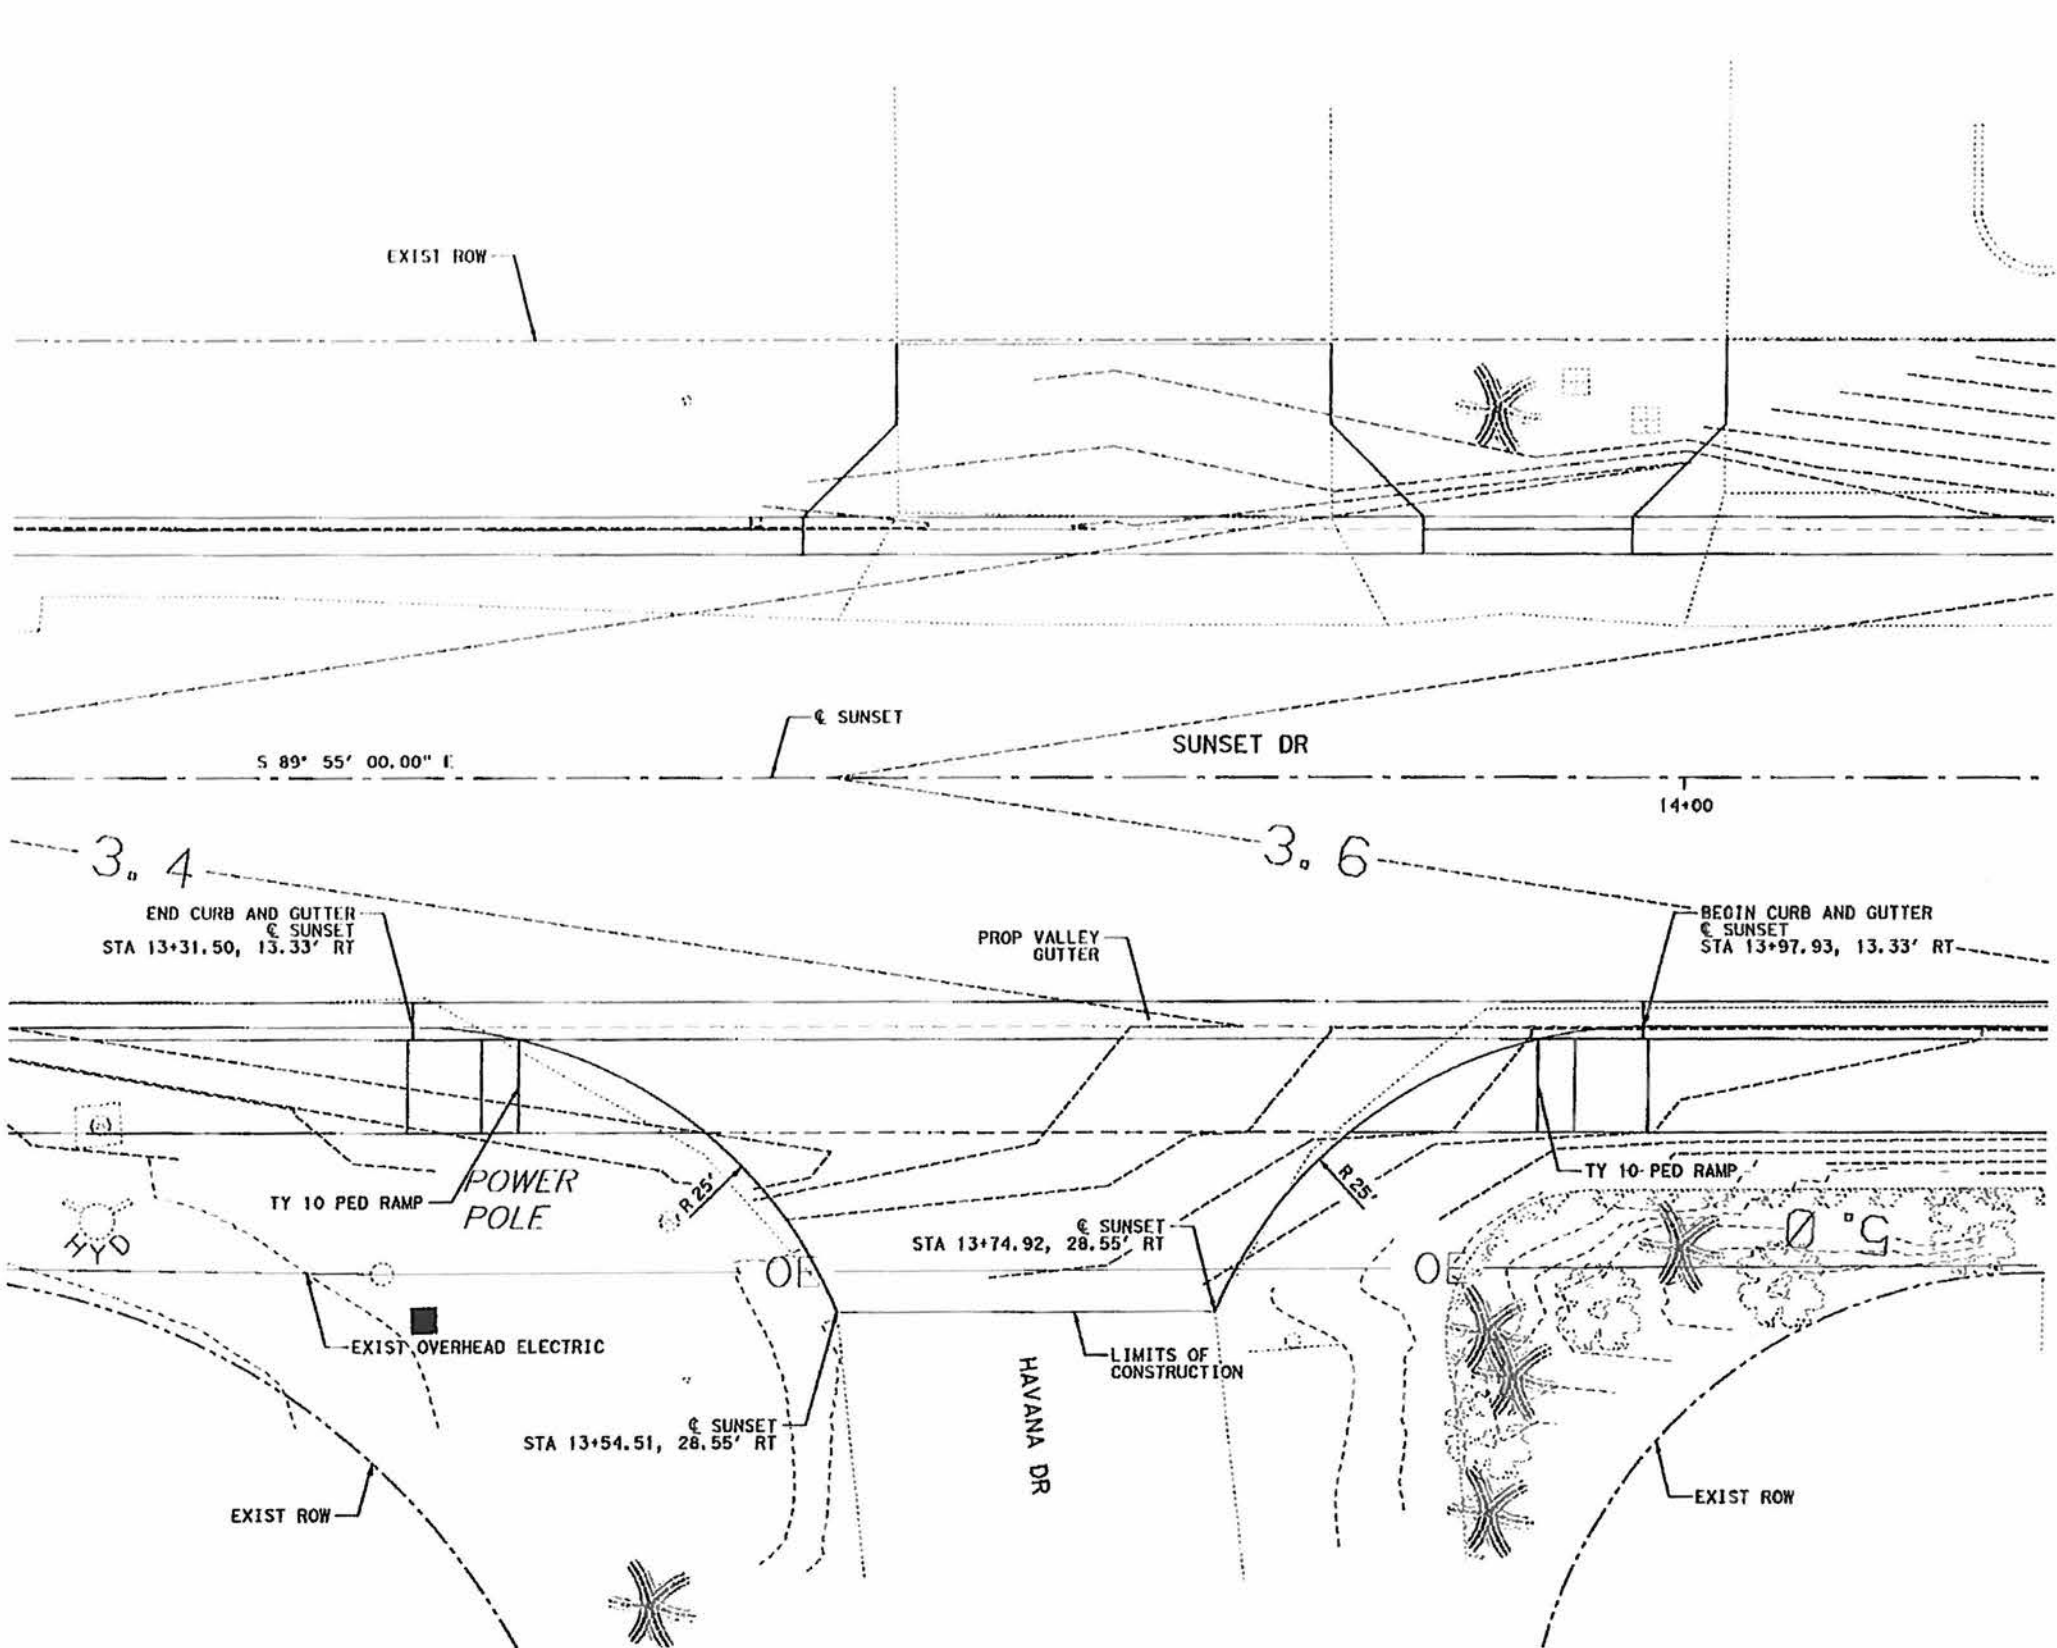 EXIST ROW
℄ SUNSET
SUNSET DR
S 89° 55' 00.00" E
14+00
3.4
3.6
END CURB AND GUTTER
℄ SUNSET
STA 13+31.50, 13.33' RT
PROP VALLEY
GUTTER
BEGIN CURB AND GUTTER
℄ SUNSET
STA 13+97.93, 13.33' RT
TY 10 PED RAMP
POWER
POLE
R 25'
R 25'
TY 10 PED RAMP
℄ SUNSET
STA 13+74.92, 28.55' RT
5.0
HYD
OE
OE
EXIST OVERHEAD ELECTRIC
LIMITS OF
CONSTRUCTION
HAVANA DR
℄ SUNSET
STA 13+54.51, 28.55' RT
EXIST ROW
EXIST ROW